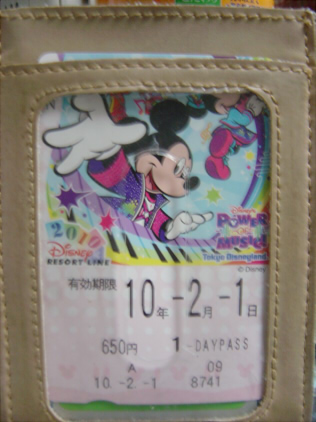 2010
Disney
RESORT LINE
Disney's
POWER
OF
MUSIC!
Tokyo Disneyland
© Disney
有効期限 10年-2月-1日
650円 1-DAYPASS
A 09
10.-2.-1 8741